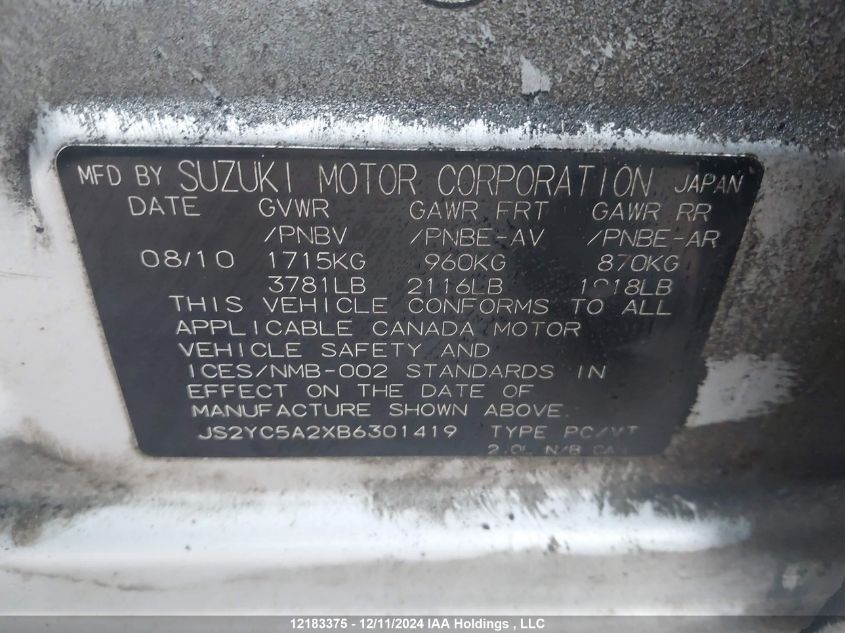 MFD BY SUZUKI MOTOR CORPORATION. JAPAN
DATE GVWR GAWR FRT GAWR RR
/PNBV /PNBE-AV /PNBE-AR
08/10 1715KG 960KG 870KG
3781LB 2116LB
THIS VEHICLE CONFORMS TO ALL
APPLICABLE CANADA MOTOR
VEHICLE SAFETY AND
ICES/NMB-002 STANDARDS IN
EFFECT ON THE DATE OF
MANUFACTURE SHOWN ABOVE.
JS2YC5A2XB6301419 TYPE
2.0L N/B
12183375 - 12/11/2024 IAA Holdings , LLC